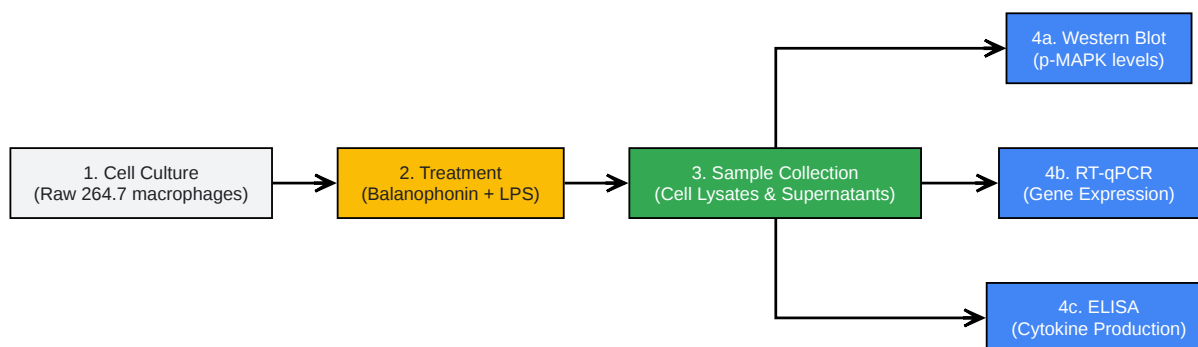 4a. Western Blot
(p-MAPK levels)
1. Cell Culture
(Raw 264.7 macrophages)
2. Treatment
(Balanophonin + LPS)
3. Sample Collection
(Cell Lysates & Supernatants)
4b. RT-qPCR
(Gene Expression)
4c. ELISA
(Cytokine Production)